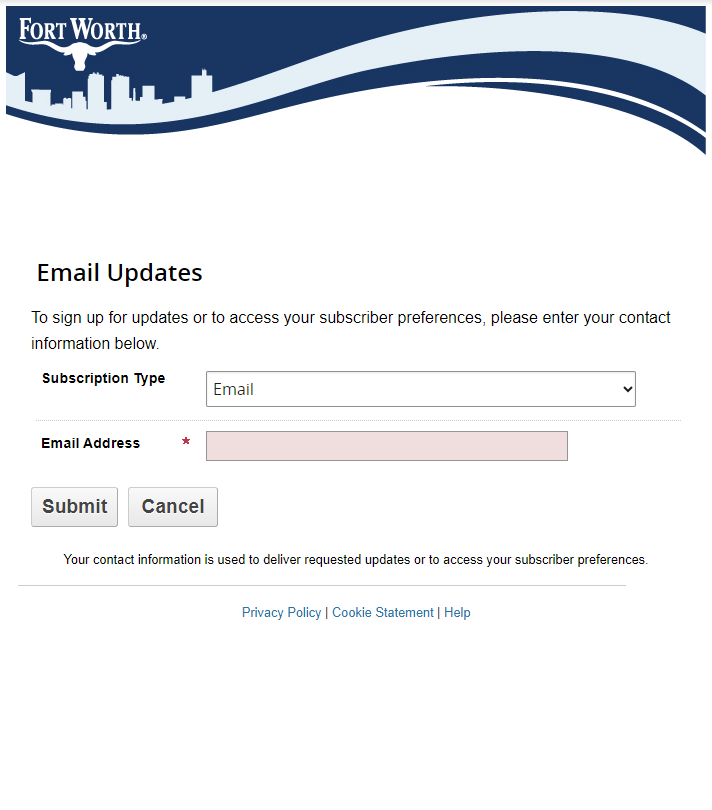 FORT WORTH®
Email Updates
To sign up for updates or to access your subscriber preferences, please enter your contact
information below.
Subscription Type
Email
Email Address *
Submit Cancel
Your contact information is used to deliver requested updates or to access your subscriber preferences.
Privacy Policy | Cookie Statement | Help